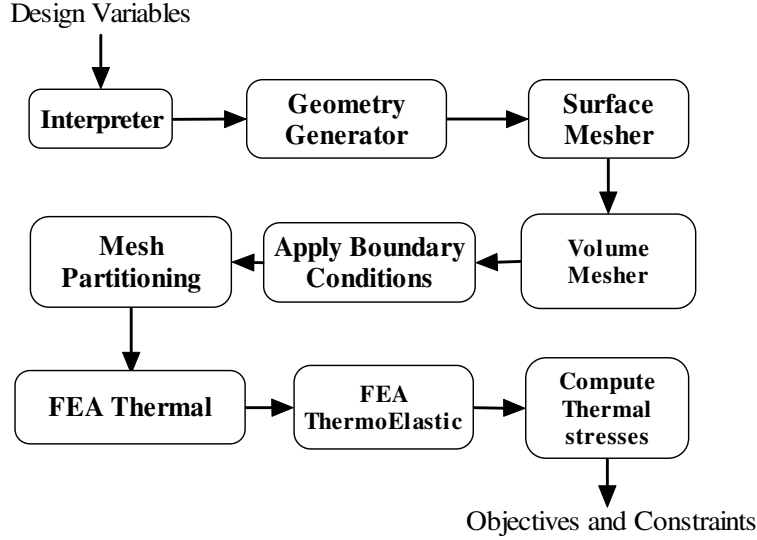 Design Variables
Interpreter
Geometry
Generator
Surface
Mesher
Mesh
Partitioning
Apply Boundary
Conditions
Volume
Mesher
FEA Thermal
FEA
ThermoElastic
Compute
Thermal
stresses
Objectives and Constraints